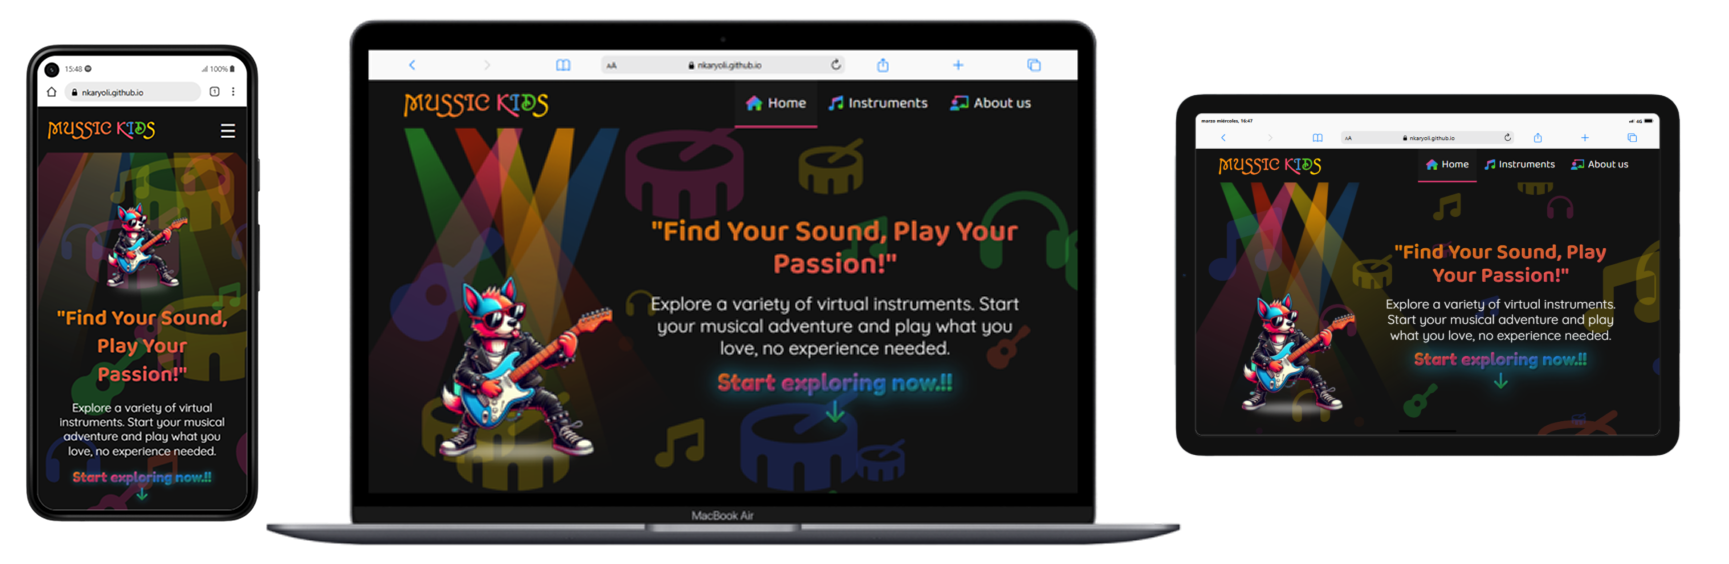 15:48
100%
nkaryoli.github.io
1
MUSSIC KIDS
"Find Your Sound,
Play Your
Passion!"
Explore a variety of virtual
instruments. Start your musical
adventure and play what you
love, no experience needed.
Start exploring now.!!
AA
nkaryoli.github.io
MUSSIC KIDS
Home
Instruments
About us
"Find Your Sound, Play Your
Passion!"
Explore a variety of virtual instruments. Start
your musical adventure and play what you
love, no experience needed.
Start exploring now.!!
MacBook Air
marzo miércoles, 16:47
4G
AA
nkaryoli.github.io
MUSSIC KIDS
Home
Instruments
About us
"Find Your Sound, Play
Your Passion!"
Explore a variety of virtual instruments.
Start your musical adventure and play
what you love, no experience needed.
Start exploring now.!!